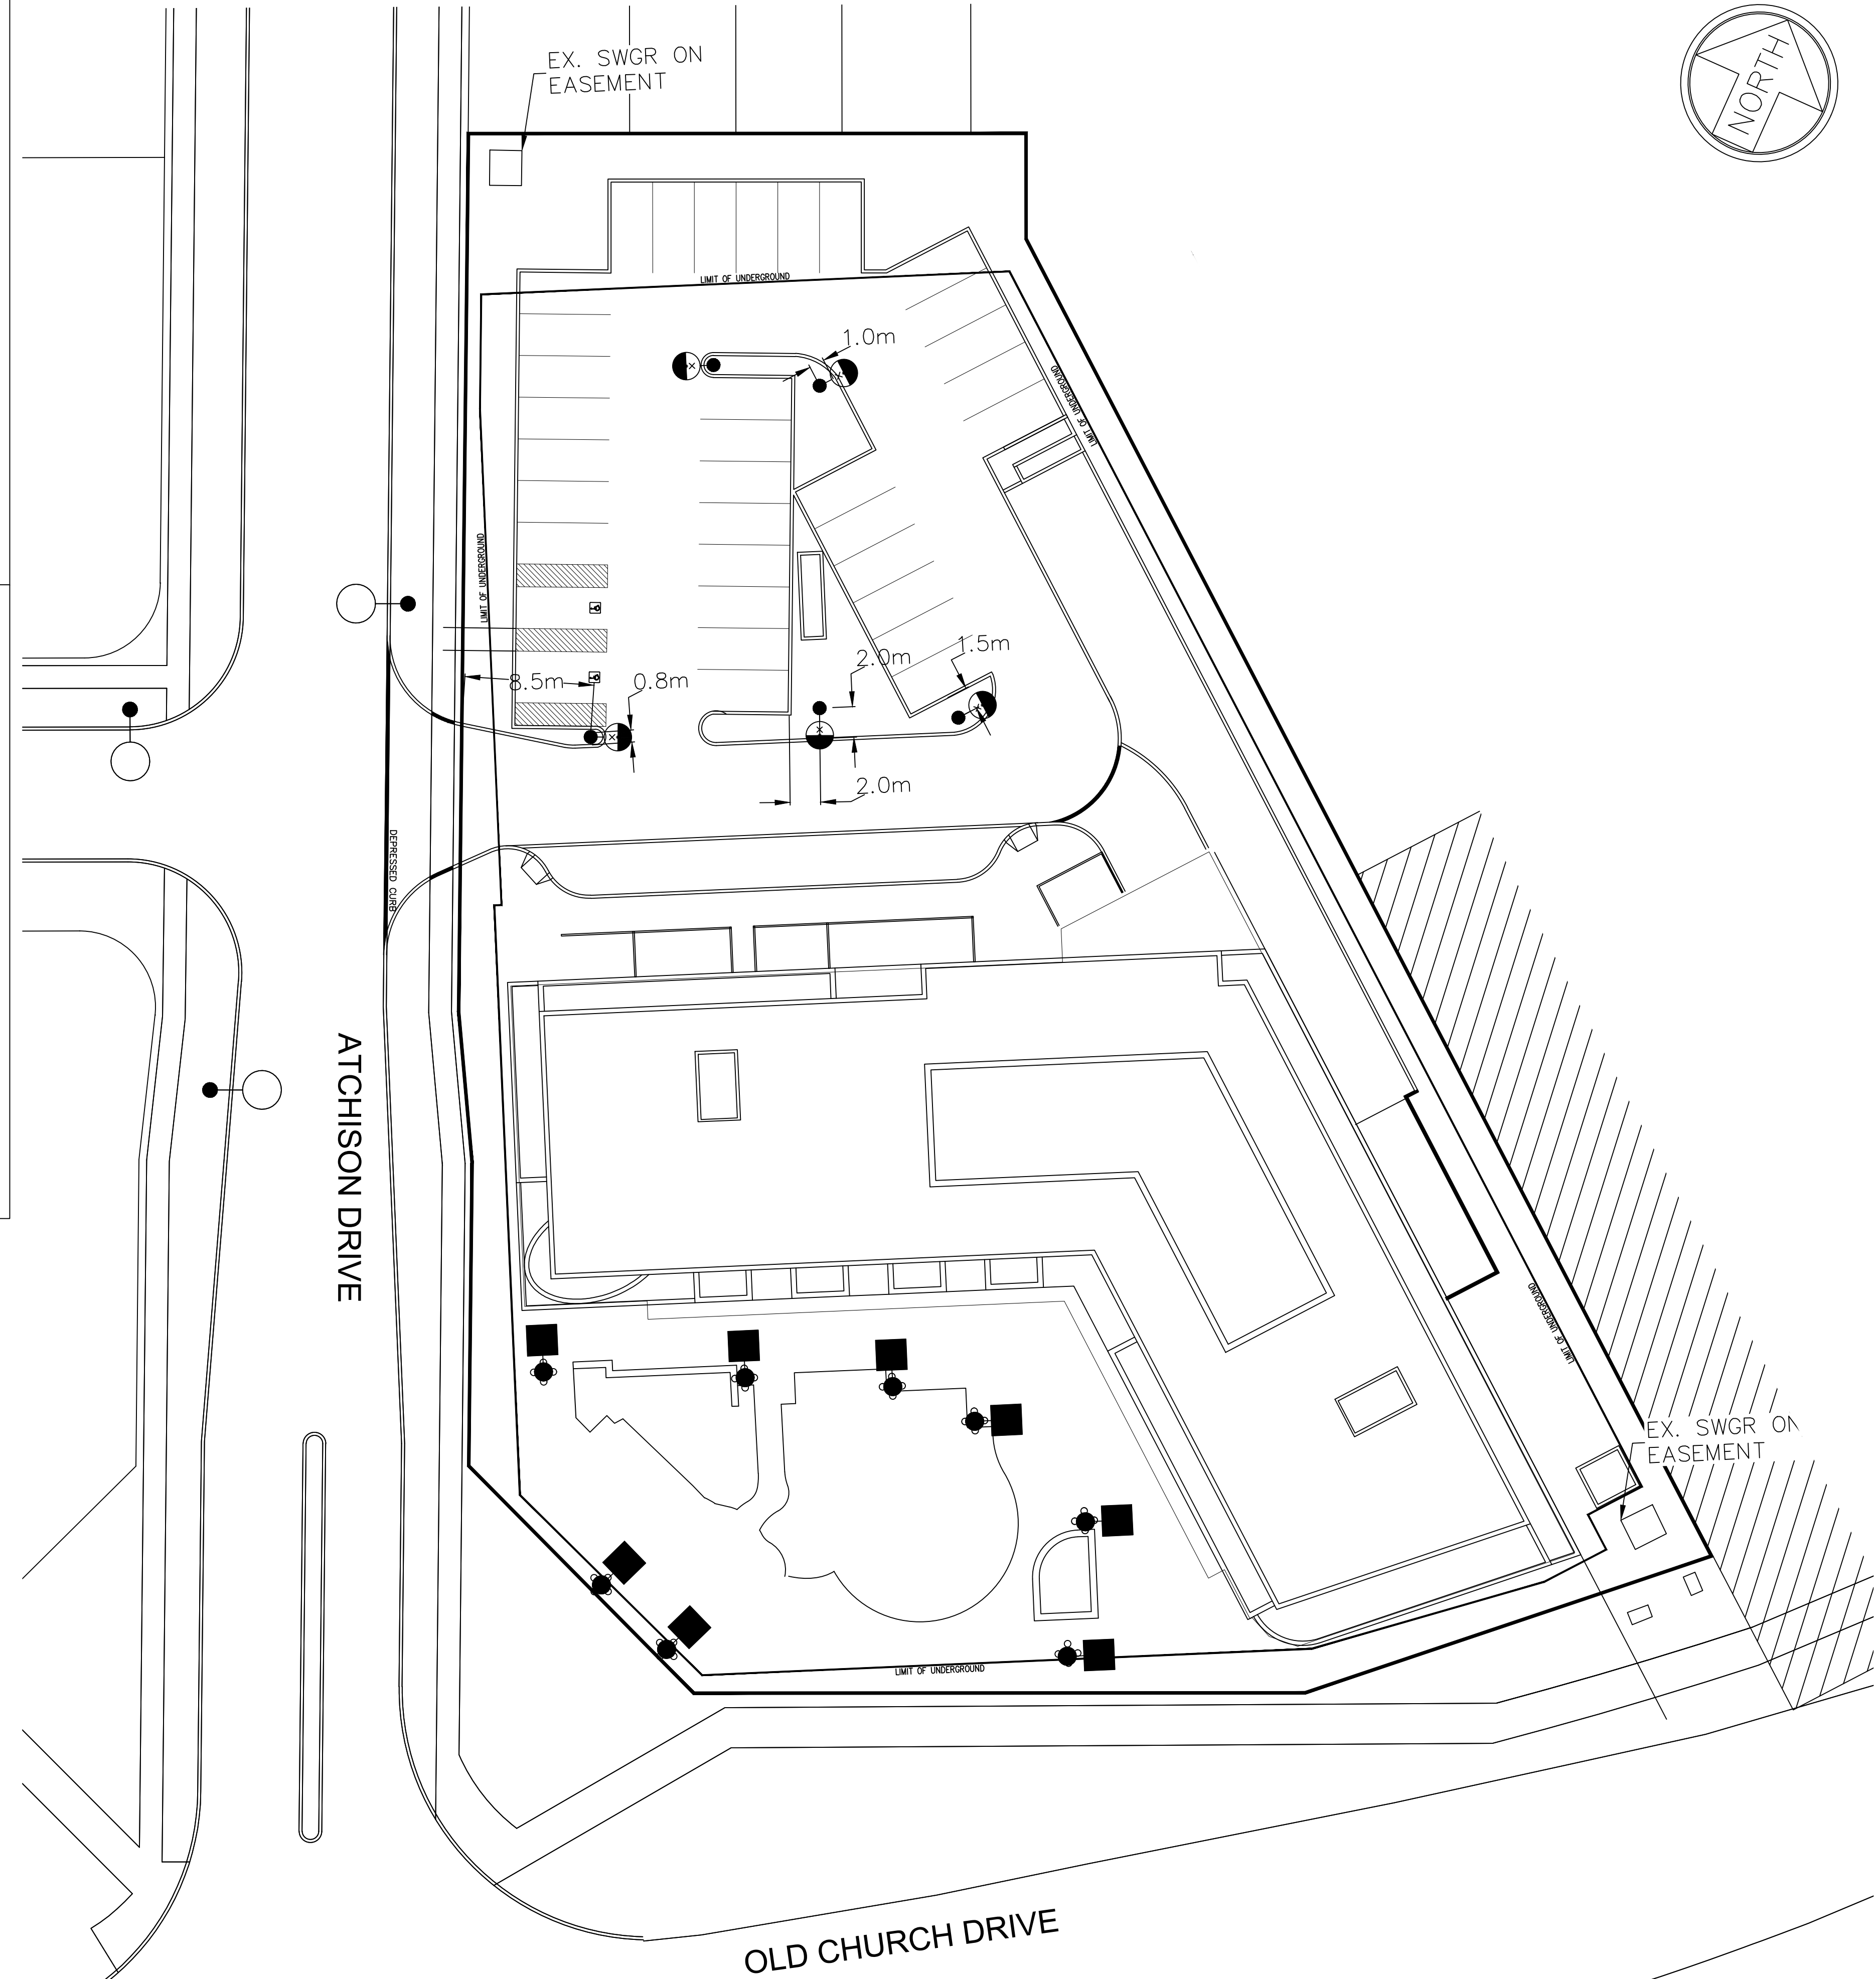 EX. SWGR ON
EASEMENT
NORTH
LIMIT OF UNDERGROUND
1.0m
LIMIT OF UNDERGROUND
LIMIT OF UNDERGROUND
1.5m
2.0m
8.5m
0.8m
2.0m
DEPRESSED CURB
ATCHISON DRIVE
LIMIT OF UNDERGROUND
EX. SWGR ON
EASEMENT
LIMIT OF UNDERGROUND
OLD CHURCH DRIVE